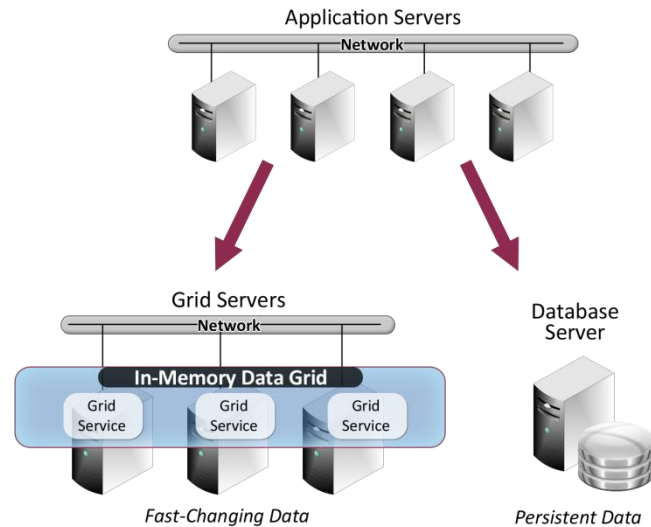 Application Servers
Network
Grid Servers
Network
Database
Server
In-Memory Data Grid
Grid
Service
Grid
Service
Grid
Service
Fast-Changing Data
Persistent Data